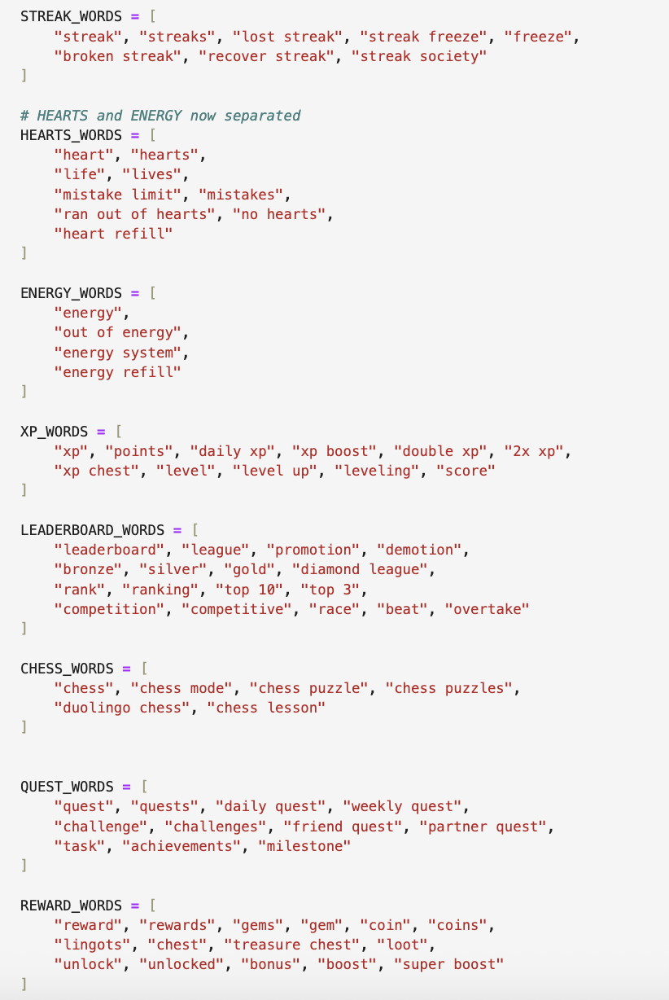 STREAK_WORDS = [
    "streak", "streaks", "lost streak", "streak freeze", "freeze",
    "broken streak", "recover streak", "streak society"
]
# HEARTS and ENERGY now separated
HEARTS_WORDS = [
    "heart", "hearts",
    "life", "lives",
    "mistake limit", "mistakes",
    "ran out of hearts", "no hearts",
    "heart refill"
]
ENERGY_WORDS = [
    "energy",
    "out of energy",
    "energy system",
    "energy refill"
]
XP_WORDS = [
    "xp", "points", "daily xp", "xp boost", "double xp", "2x xp",
    "xp chest", "level", "level up", "leveling", "score"
]
LEADERBOARD_WORDS = [
    "leaderboard", "league", "promotion", "demotion",
    "bronze", "silver", "gold", "diamond league",
    "rank", "ranking", "top 10", "top 3",
    "competition", "competitive", "race", "beat", "overtake"
]
CHESS_WORDS = [
    "chess", "chess mode", "chess puzzle", "chess puzzles",
    "duolingo chess", "chess lesson"
]
QUEST_WORDS = [
    "quest", "quests", "daily quest", "weekly quest",
    "challenge", "challenges", "friend quest", "partner quest",
    "task", "achievements", "milestone"
]
REWARD_WORDS = [
    "reward", "rewards", "gems", "gem", "coin", "coins",
    "lingots", "chest", "treasure chest", "loot",
    "unlock", "unlocked", "bonus", "boost", "super boost"
]